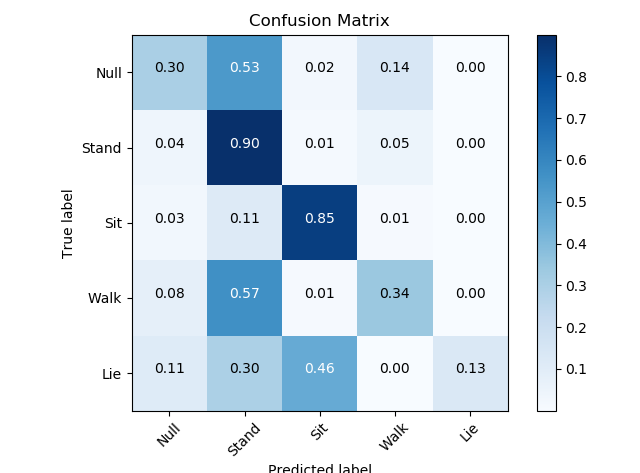 Confusion Matrix
Null 0.30 0.53 0.02 0.14 0.00
Stand 0.04 0.90 0.01 0.05 0.00
Sit 0.03 0.11 0.85 0.01 0.00
Walk 0.08 0.57 0.01 0.34 0.00
Lie 0.11 0.30 0.46 0.00 0.13
True label
Null Stand Sit Walk Lie
Predicted label
0.8
0.7
0.6
0.5
0.4
0.3
0.2
0.1